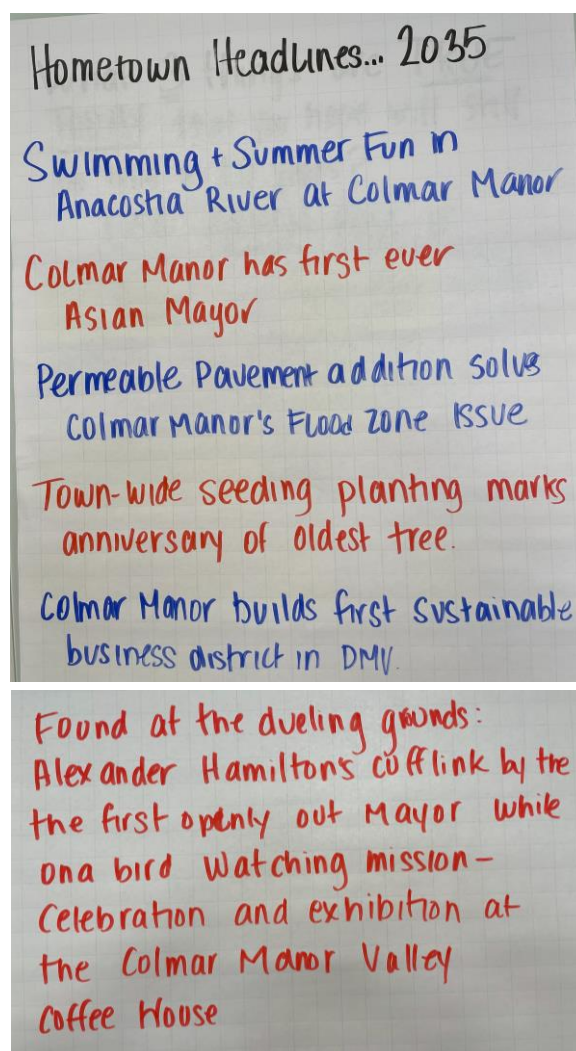 Hometown Headlines... 2035
Swimming + Summer Fun in
Anacostia River at Colmar Manor
Colmar Manor has first ever
Asian Mayor
Permeable Pavement addition solves
Colmar Manor's Flood zone issue
Town-wide seeding planting marks
anniversary of oldest tree.
Colmar Manor builds first sustainable
business district in DMV.
Found at the dueling grounds:
Alexander Hamilton's cufflink by the
the first openly out Mayor while
on a bird watching mission-
Celebration and exhibition at
the Colmar Manor Valley
Coffee House